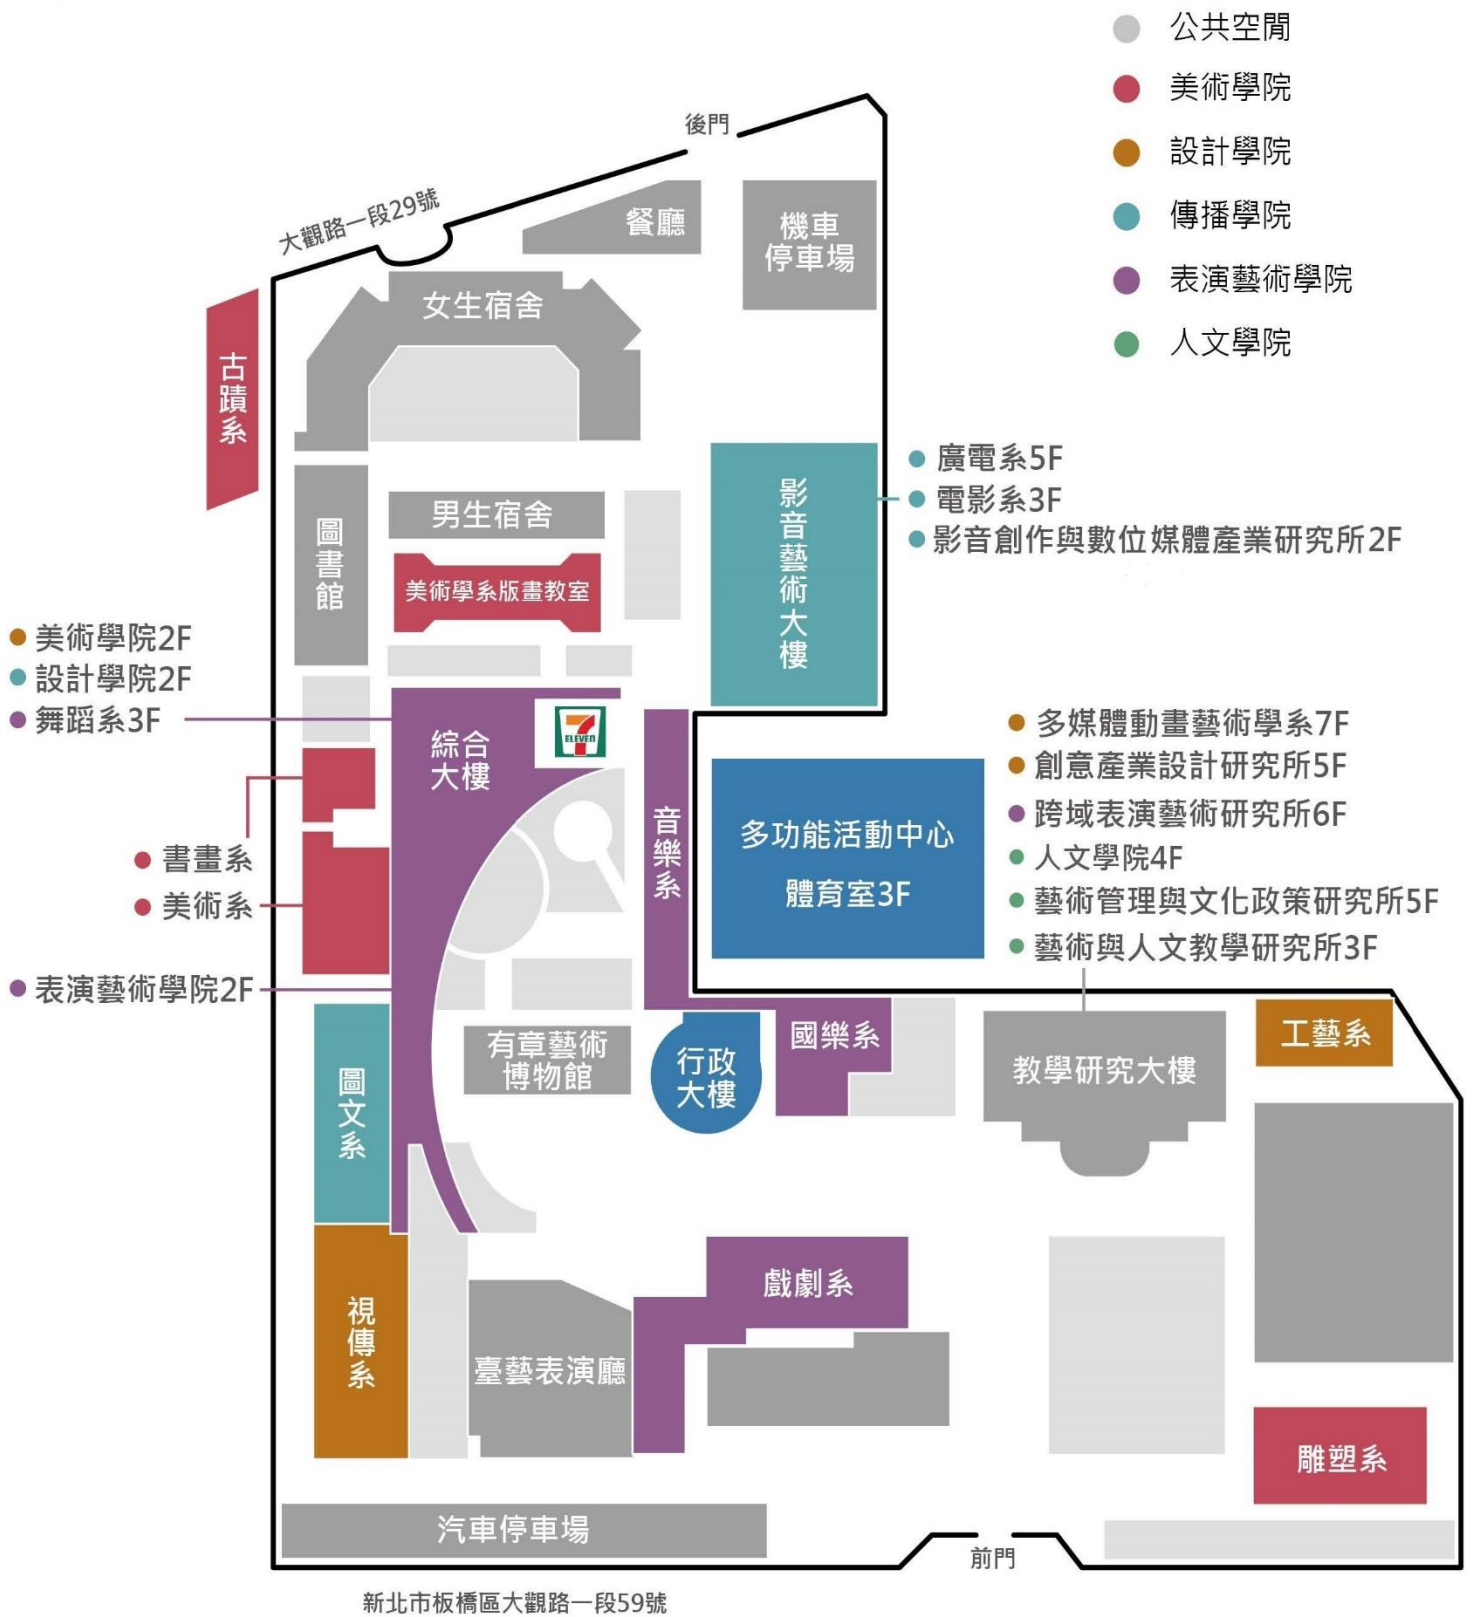 公共空閒
美術學院
設計學院
傳播學院
表演藝術學院
人文學院
後門
大觀路一段29號
餐廳
機車
停車場
女生宿舍
古蹟系
圖書館
男生宿舍
美術學系版畫教室
影音藝術大樓
廣電系5F
電影系3F
影音創作與數位媒體產業研究所2F
美術學院2F
設計學院2F
舞蹈系3F
綜合
大樓
7
ELEVEN
音樂系
多功能活動中心
體育室3F
多媒體動畫藝術學系7F
創意產業設計研究所5F
跨域表演藝術研究所6F
人文學院4F
藝術管理與文化政策研究所5F
藝術與人文教學研究所3F
書畫系
美術系
表演藝術學院2F
圖文系
有章藝術
博物館
行政
大樓
國樂系
教學研究大樓
工藝系
視傳系
臺藝表演廳
戲劇系
雕塑系
汽車停車場
前門
新北市板橋區大觀路一段59號